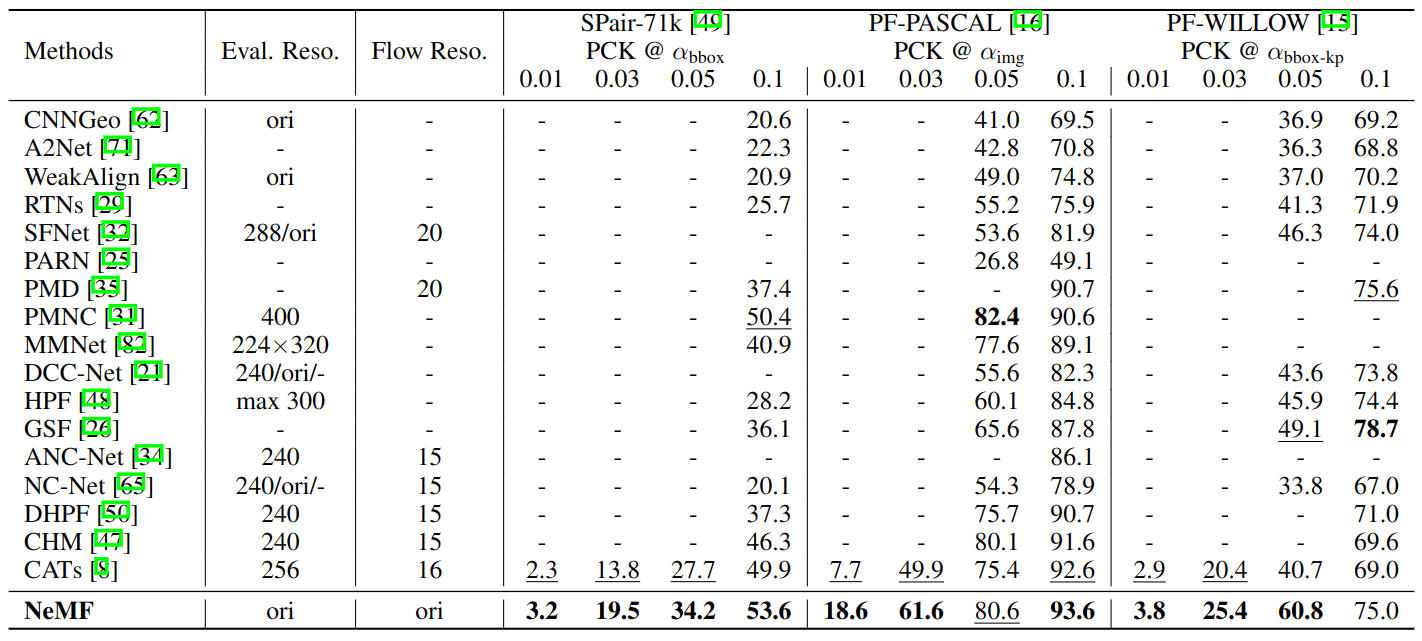 SPair-71k [49] PF-PASCAL [16] PF-WILLOW [15]
Methods Eval. Reso. Flow Reso. PCK @ αbbox PCK @ αimg PCK @ αbbox-kp
0.01 0.03 0.05 0.1 0.01 0.03 0.05 0.1 0.01 0.03 0.05 0.1
CNNGeo [62] ori - - - - 20.6 - - 41.0 69.5 - - 36.9 69.2
A2Net [71] - - - - - 22.3 - - 42.8 70.8 - - 36.3 68.8
WeakAlign [63] ori - - - - 20.9 - - 49.0 74.8 - - 37.0 70.2
RTNs [29] - - - - - 25.7 - - 55.2 75.9 - - 41.3 71.9
SFNet [32] 288/ori 20 - - - - - - 53.6 81.9 - - 46.3 74.0
PARN [25] - - - - - - - - 26.8 49.1 - - - -
PMD [35] - 20 - - - 37.4 - - - 90.7 - - - 75.6
PMNC [31] 400 - - - - 50.4 - - 82.4 90.6 - - - -
MMNet [82] 224×320 - - - - 40.9 - - 77.6 89.1 - - - -
DCC-Net [21] 240/ori/- - - - - - - - 55.6 82.3 - - 43.6 73.8
HPF [48] max 300 - - - - 28.2 - - 60.1 84.8 - - 45.9 74.4
GSF [26] - - - - - 36.1 - - 65.6 87.8 - - 49.1 78.7
ANC-Net [34] 240 15 - - - - - - - 86.1 - - - -
NC-Net [65] 240/ori/- 15 - - - 20.1 - - 54.3 78.9 - - 33.8 67.0
DHPF [50] 240 15 - - - 37.3 - - 75.7 90.7 - - - 71.0
CHM [47] 240 15 - - - 46.3 - - 80.1 91.6 - - - 69.6
CATs [8] 256 16 2.3 13.8 27.7 49.9 7.7 49.9 75.4 92.6 2.9 20.4 40.7 69.0
NeMF ori ori 3.2 19.5 34.2 53.6 18.6 61.6 80.6 93.6 3.8 25.4 60.8 75.0